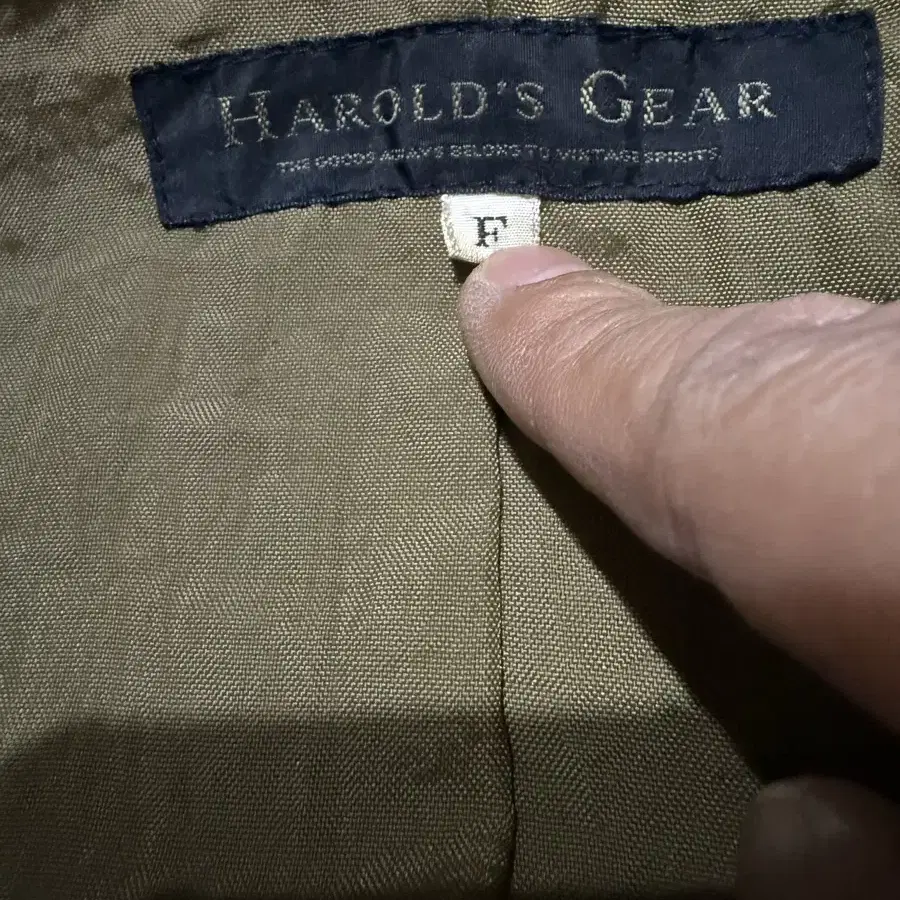 HAROLD'S GEAR
THE GOODS ALWAYS BELONG TO VINTAGE SPIRITS
F